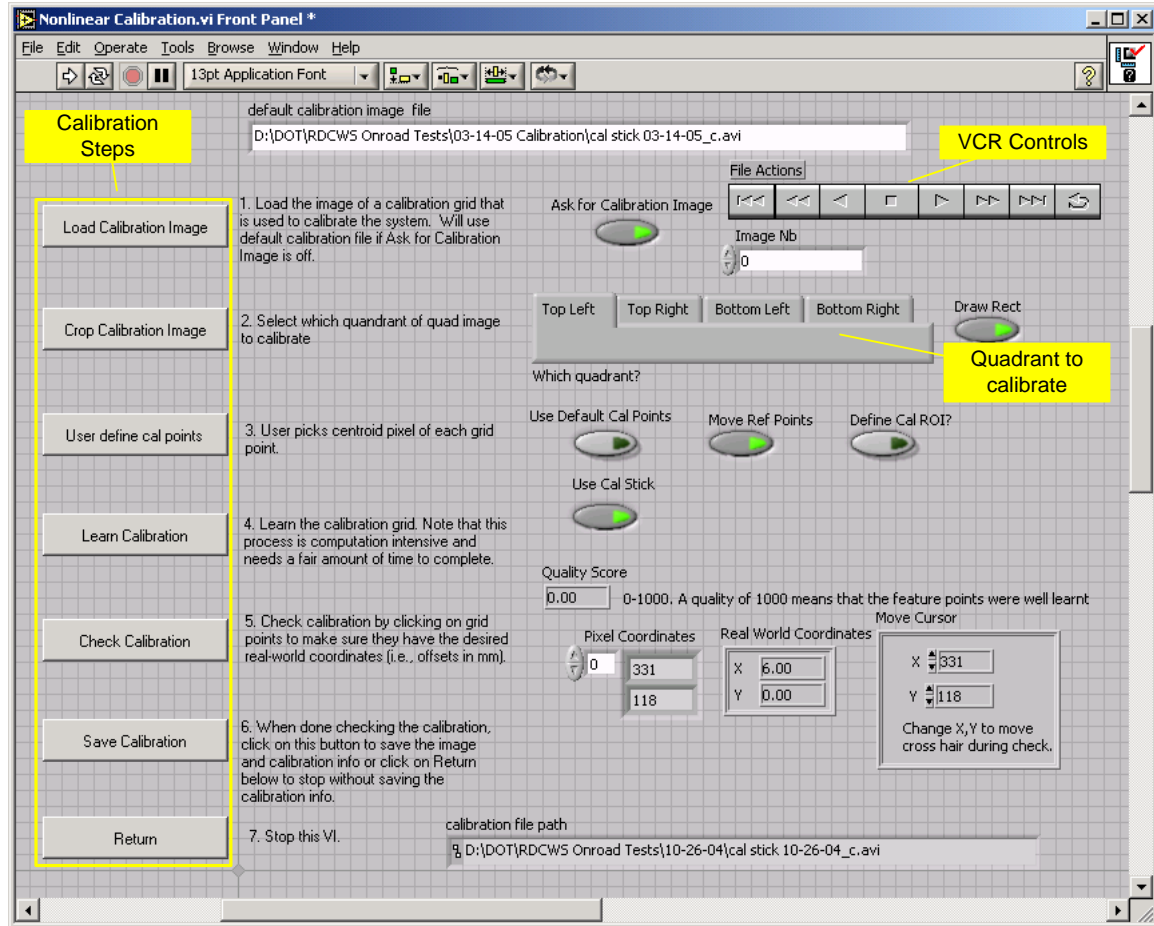 Nonlinear Calibration.vi Front Panel *
File Edit Operate Tools Browse Window Help
13pt Application Font
?
default calibration image file
D:\DOT\RDCWS Onroad Tests\03-14-05 Calibration\cal stick 03-14-05_c.avi
Calibration
Steps
VCR Controls
File Actions
Load Calibration Image
1. Load the image of a calibration grid that
is used to calibrate the system. Will use
default calibration file if Ask for Calibration
Image is off.
Ask for Calibration Image
Image Nb
0
Crop Calibration Image
2. Select which quandrant of quad image
to calibrate
Top Left Top Right Bottom Left Bottom Right
Draw Rect
Quadrant to
calibrate
Which quadrant?
User define cal points
3. User picks centroid pixel of each grid
point.
Use Default Cal Points
Move Ref Points
Define Cal ROI?
Use Cal Stick
Learn Calibration
4. Learn the calibration grid. Note that this
process is computation intensive and
needs a fair amount of time to complete.
Quality Score
0.00
0-1000. A quality of 1000 means that the feature points were well learnt
Check Calibration
5. Check calibration by clicking on grid
points to make sure they have the desired
real-world coordinates (i.e., offsets in mm).
Pixel Coordinates
0
331
118
Real World Coordinates
X 6.00
Y 0.00
Move Cursor
X 331
Y 118
Change X,Y to move
cross hair during check.
Save Calibration
6. When done checking the calibration,
click on this button to save the image
and calibration info or click on Return
below to stop without saving the
calibration info.
Return
7. Stop this VI.
calibration file path
D:\DOT\RDCWS Onroad Tests\10-26-04\cal stick 10-26-04_c.avi